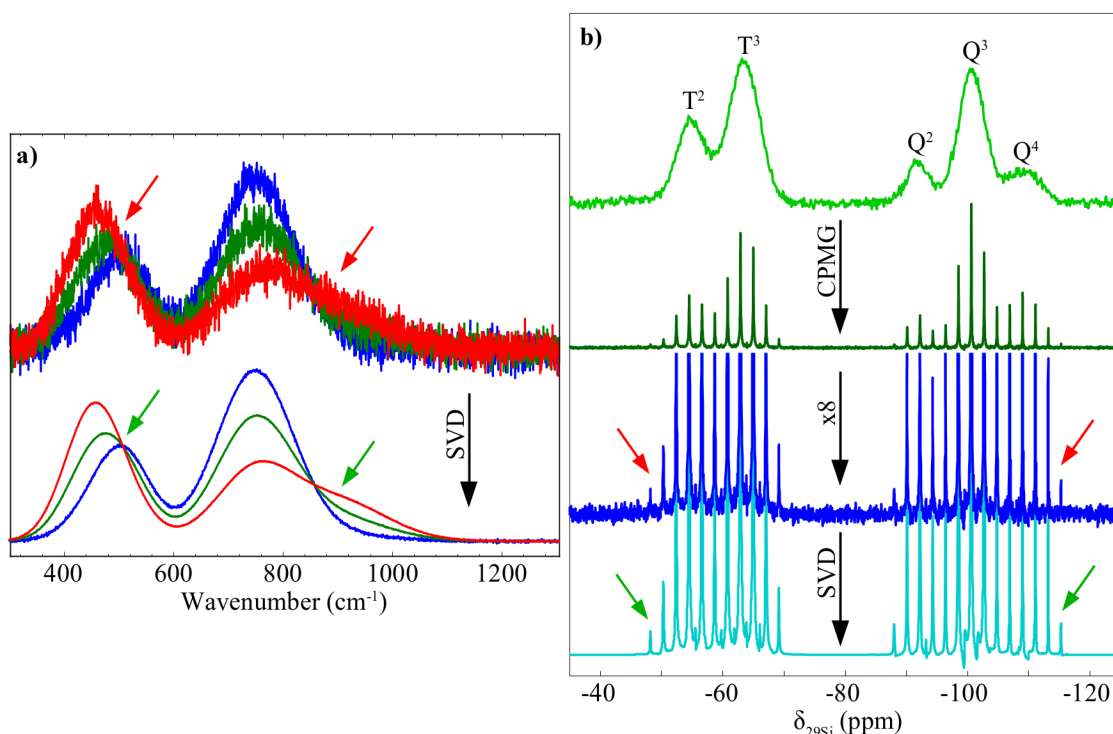 a)
SVD
400 600 800 1000 1200
Wavenumber (cm⁻¹)
b)
T²
T³
Q²
Q³
Q⁴
CPMG
x8
SVD
-40 -60 -80 -100 -120
δ₂₉Si (ppm)